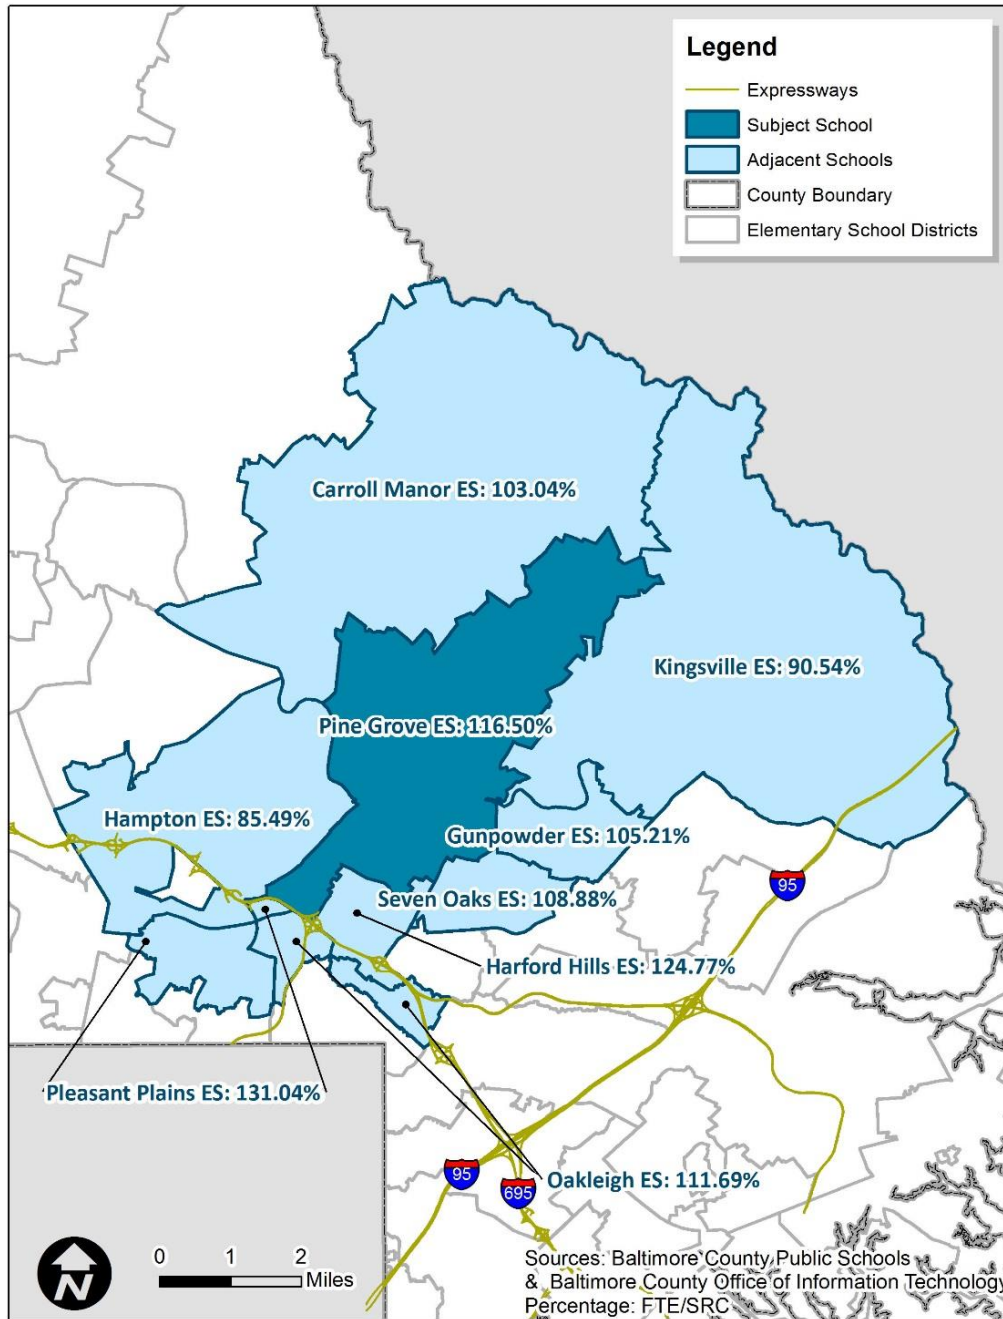 Legend
Expressways
Subject School
Adjacent Schools
County Boundary
Elementary School Districts
Carroll Manor ES: 103.04%
Kingsville ES: 90.54%
Pine Grove ES: 116.50%
Hampton ES: 85.49%
Gunpowder ES: 105.21%
95
Seven Oaks ES: 108.88%
Harford Hills ES: 124.77%
Pleasant Plains ES: 131.04%
95
695
Oakleigh ES: 111.69%
N
0 1 2
Miles
Sources: Baltimore County Public Schools
& Baltimore County Office of Information Technology
Percentage: FTE/SRC